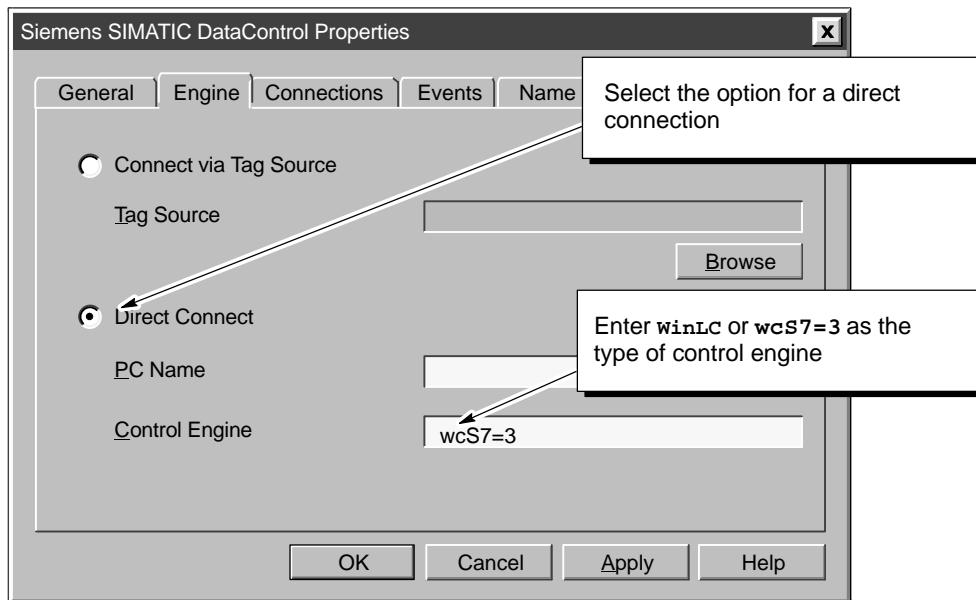 Siemens SIMATIC DataControl Properties
x
General
Engine
Connections
Events
Name
Select the option for a direct
connection
Connect via Tag Source
Tag Source
Browse
Direct Connect
Enter WinLC or wcS7=3 as the
type of control engine
PC Name
Control Engine
wcS7=3
OK
Cancel
Apply
Help